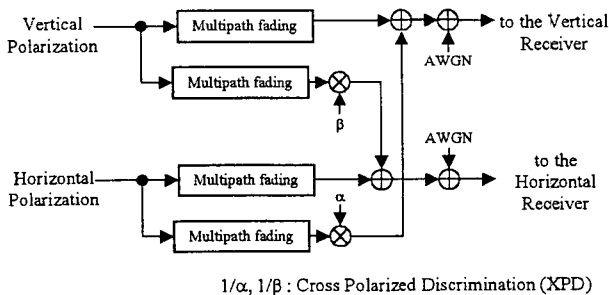 Vertical
Polarization
Multipath fading
to the Vertical
Receiver
AWGN
Multipath fading
β
AWGN
Horizontal
Polarization
Multipath fading
to the
Horizontal
Receiver
α
Multipath fading
1/α, 1/β : Cross Polarized Discrimination (XPD)